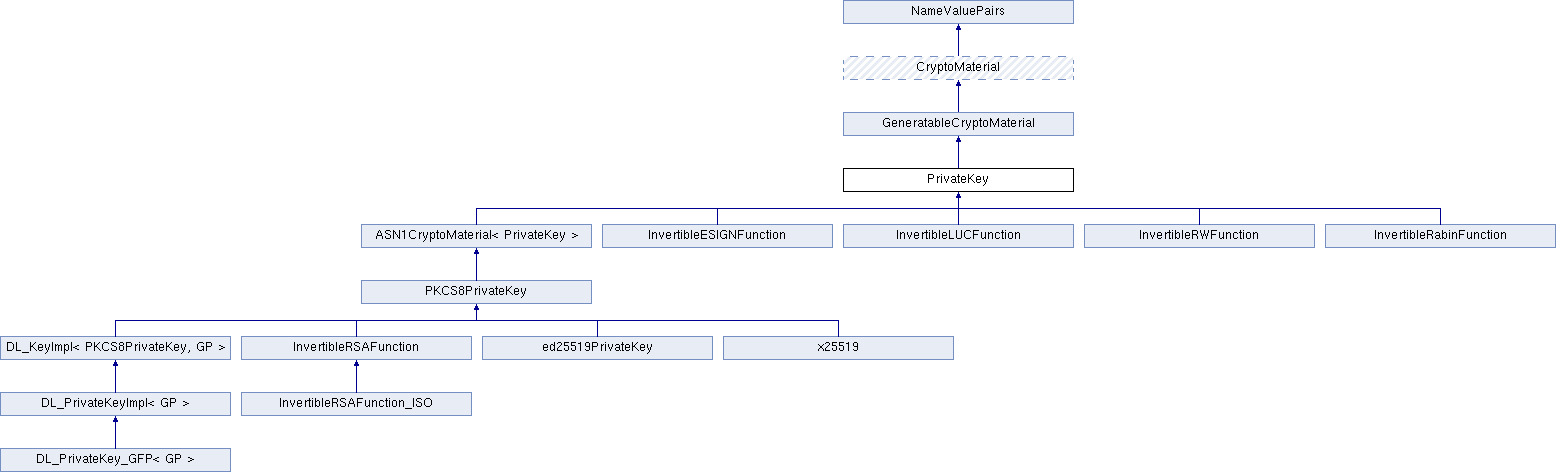 NameValuePairs
CryptoMaterial
GeneratableCryptoMaterial
PrivateKey
ASN1CryptoMaterial< PrivateKey >
InvertibleESIGNFunction
InvertibleLUCFunction
InvertibleRWFunction
InvertibleRabinFunction
PKCS8PrivateKey
DL_KeyImpl< PKCS8PrivateKey, GP >
InvertibleRSAFunction
ed25519PrivateKey
x25519
DL_PrivateKeyImpl< GP >
InvertibleRSAFunction_ISO
DL_PrivateKey_GFP< GP >